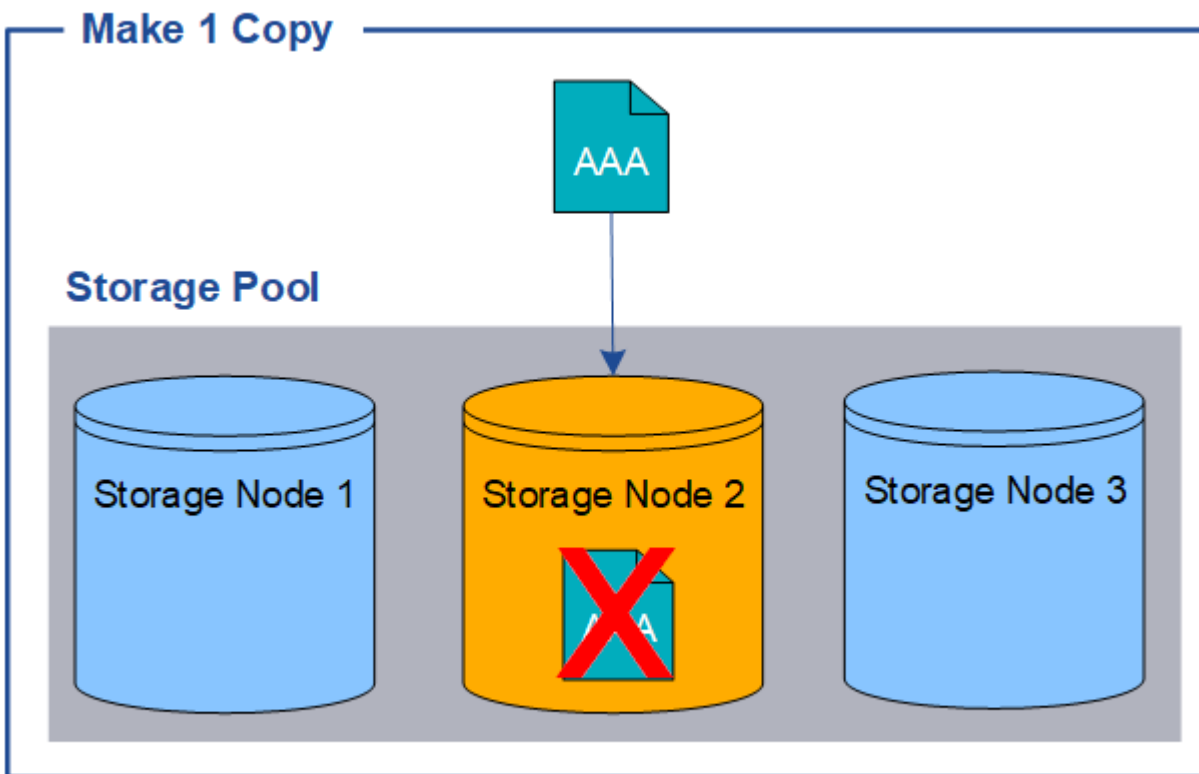 Make 1 Copy
AAA
Storage Pool
Storage Node 1
Storage Node 2
Storage Node 3